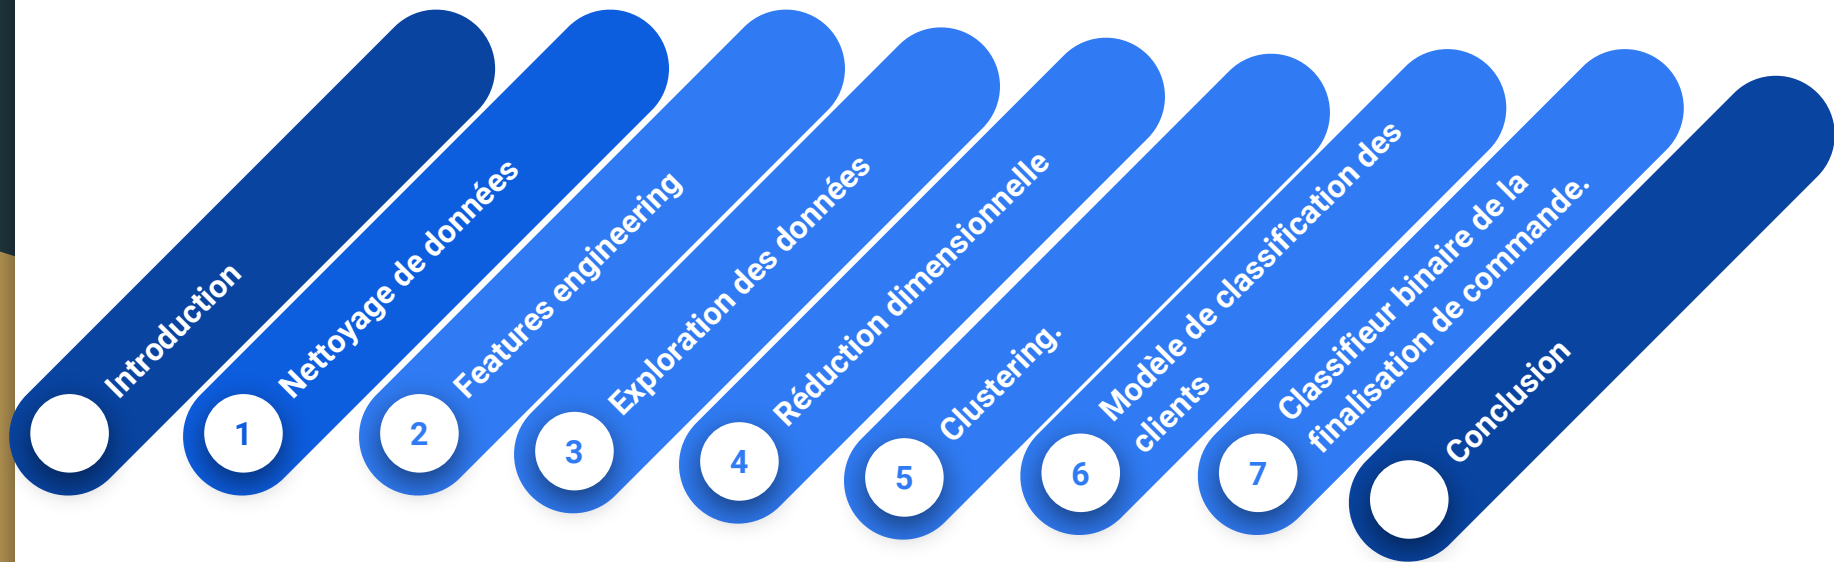 Introduction
1
Nettoyage de données
2
Features engineering
3
Exploration des données
4
Réduction dimensionnelle
5
Clustering.
6
Modèle de classification des
clients
7
Classifieur binaire de la
finalisation de commande.
Conclusion